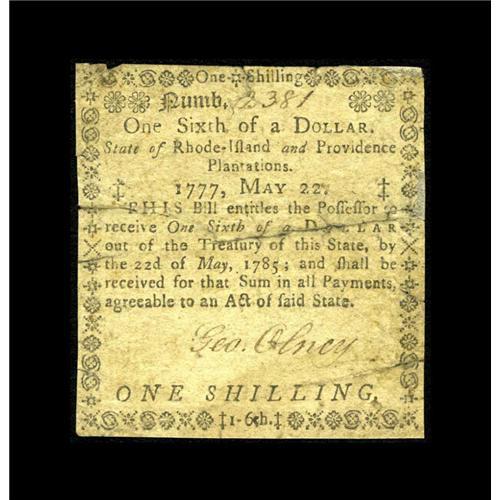 One ‡ Shilling
Numb. 12381
One Sixth of a DOLLAR.
State of Rhode-Iſland and Providence
Plantations.
‡ 1777, MAY 22. ‡
THIS Bill entitles the Poſſeſſor to
receive One Sixth of a DOLLAR
out of the Treaſury of this State, by
the 22d of May, 1785; and ſhall be
received for that Sum in all Payments,
agreeable to an Act of ſaid State.
Geo. Olney
ONE SHILLING,
‡1-6th.‡